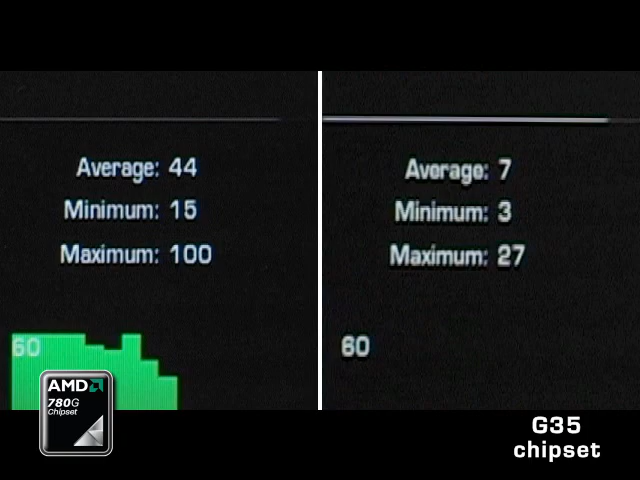 Average: 44
Minimum: 15
Maximum: 100
60
AMD
780G
Chipset
Average: 7
Minimum: 3
Maximum: 27
60
G35
chipset